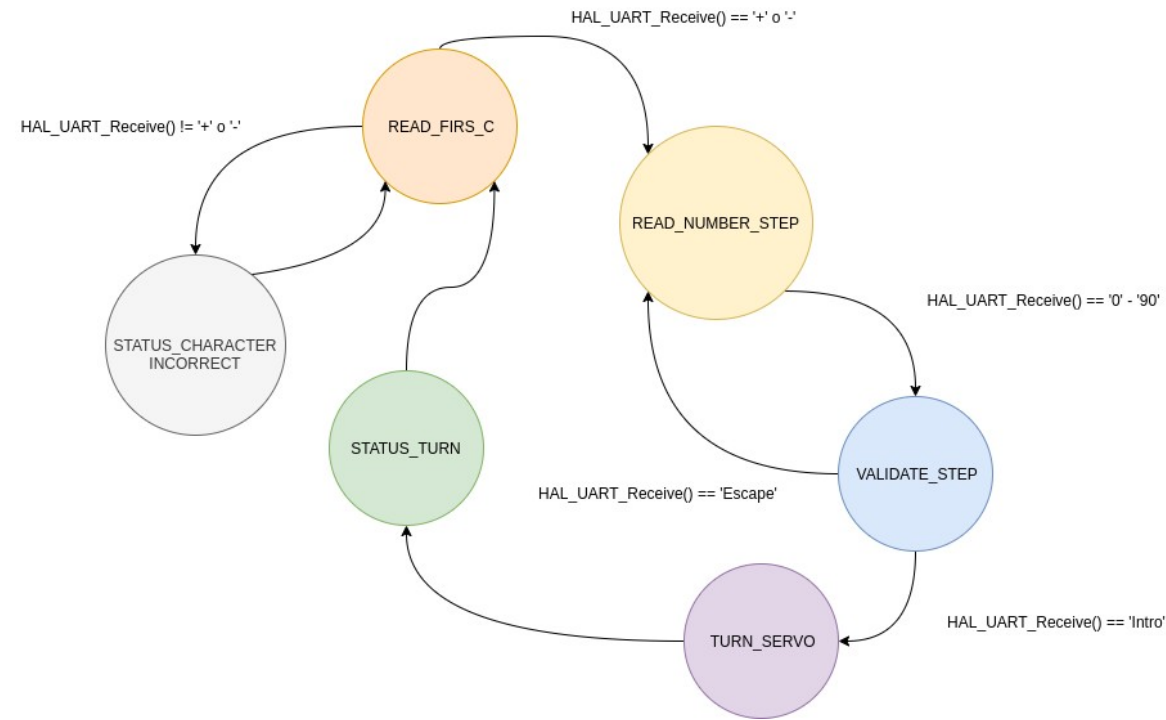 HAL_UART_Receive() == '+' o '-'
READ_FIRS_C
HAL_UART_Receive() != '+' o '-'
READ_NUMBER_STEP
HAL_UART_Receive() == '0' - '90'
STATUS_CHARACTER
INCORRECT
STATUS_TURN
VALIDATE_STEP
HAL_UART_Receive() == 'Escape'
HAL_UART_Receive() == 'Intro'
TURN_SERVO